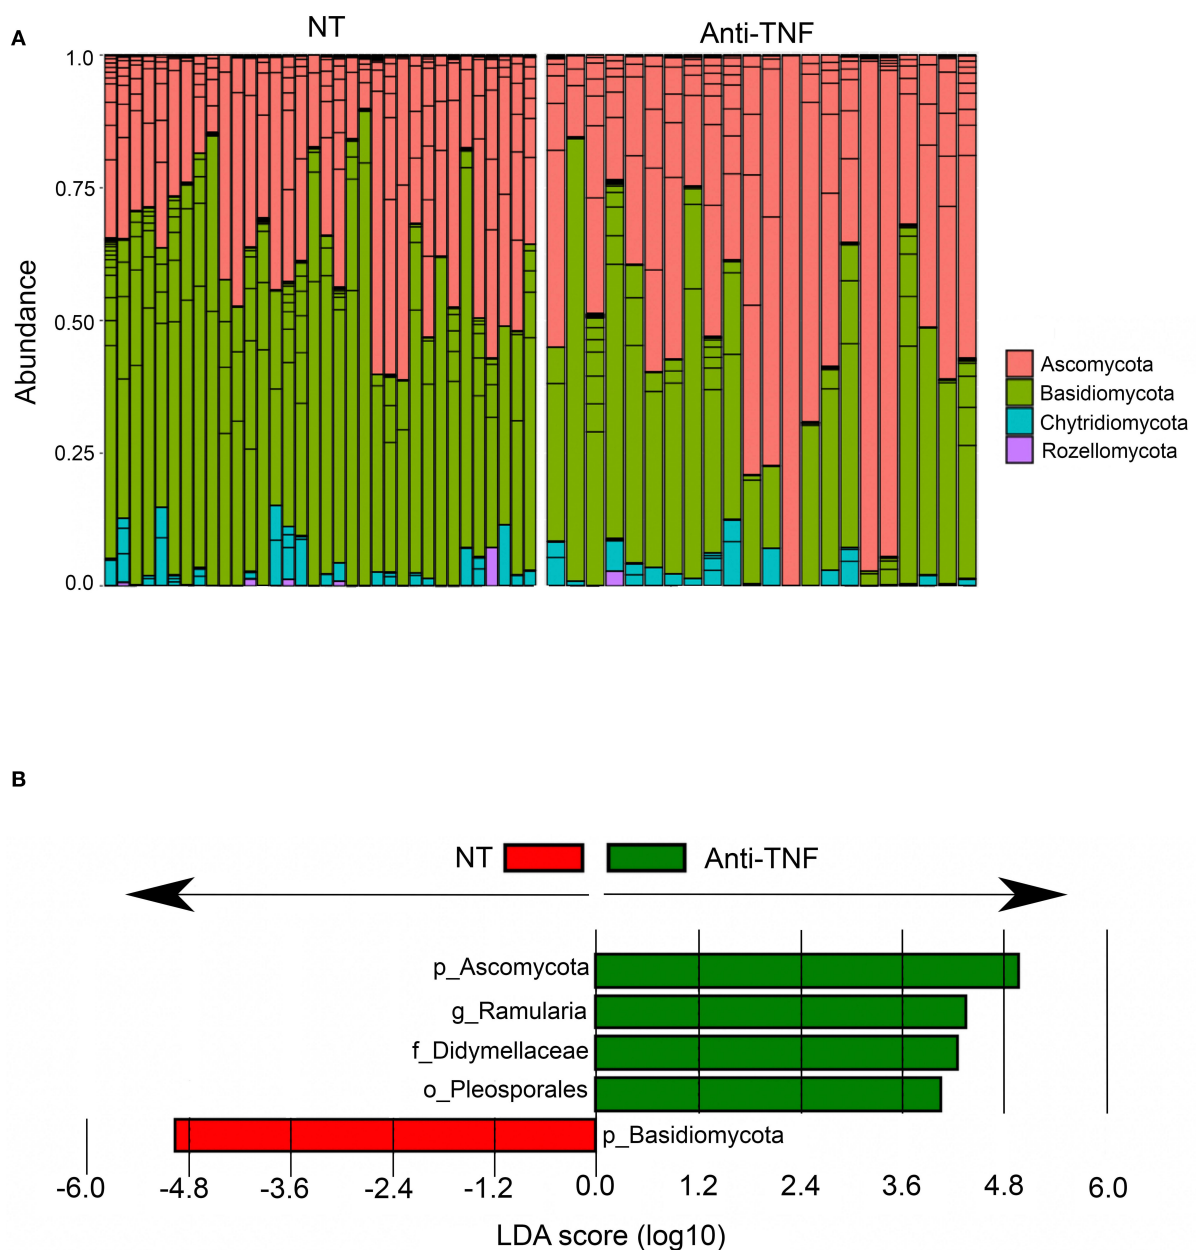 A
NT
Anti-TNF
1.0
0.75
0.50
0.25
0.0
Abundance
Ascomycota
Basidiomycota
Chytridiomycota
Rozellomycota
B
NT
Anti-TNF
p_Ascomycota
g_Ramularia
f_Didymellaceae
o_Pleosporales
p_Basidiomycota
-6.0 -4.8 -3.6 -2.4 -1.2 0.0 1.2 2.4 3.6 4.8 6.0
LDA score (log10)